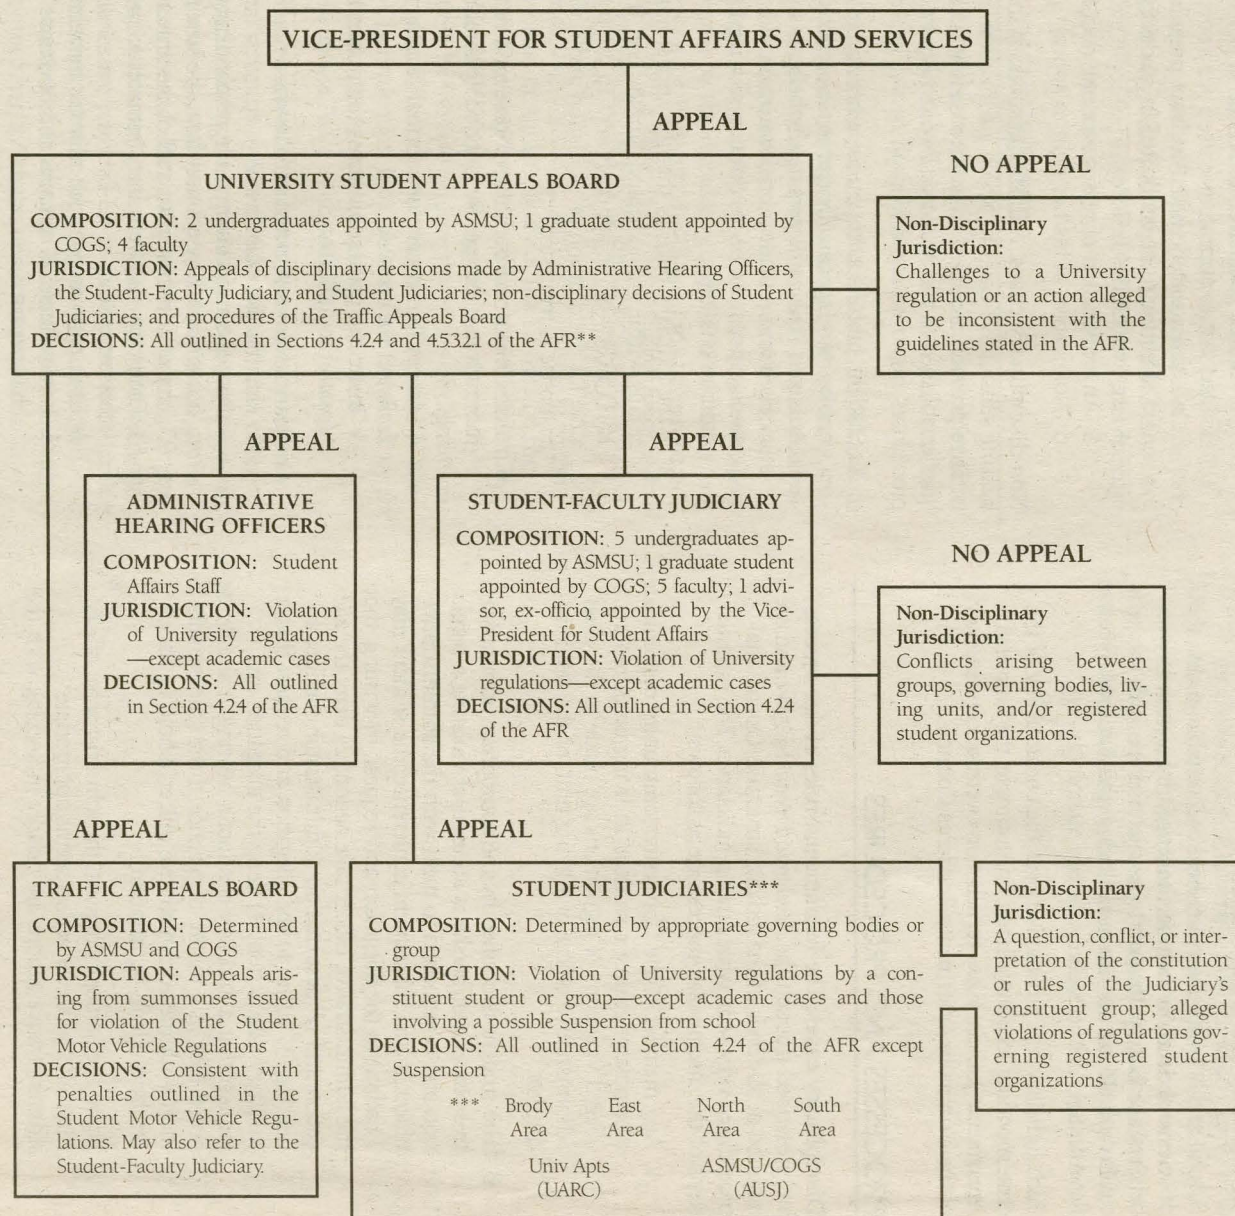 VICE-PRESIDENT FOR STUDENT AFFAIRS AND SERVICES
APPEAL
UNIVERSITY STUDENT APPEALS BOARD
COMPOSITION: 2 undergraduates appointed by ASMSU; 1 graduate student appointed by
COGS; 4 faculty
JURISDICTION: Appeals of disciplinary decisions made by Administrative Hearing Officers,
the Student-Faculty Judiciary, and Student Judiciaries; non-disciplinary decisions of Student
Judiciaries; and procedures of the Traffic Appeals Board
DECISIONS: All outlined in Sections 4.2.4 and 4.5.3.2.1 of the AFR**
NO APPEAL
Non-Disciplinary
Jurisdiction:
Challenges to a University
regulation or an action alleged
to be inconsistent with the
guidelines stated in the AFR.
APPEAL
ADMINISTRATIVE
HEARING OFFICERS
COMPOSITION: Student
Affairs Staff
JURISDICTION: Violation
of University regulations
—except academic cases
DECISIONS: All outlined
in Section 4.2.4 of the AFR
APPEAL
STUDENT-FACULTY JUDICIARY
COMPOSITION: 5 undergraduates ap-
pointed by ASMSU; 1 graduate student
appointed by COGS; 5 faculty; 1 advi-
sor, ex-officio, appointed by the Vice-
President for Student Affairs
JURISDICTION: Violation of University
regulations—except academic cases
DECISIONS: All outlined in Section 4.2.4
of the AFR
NO APPEAL
Non-Disciplinary
Jurisdiction:
Conflicts arising between
groups, governing bodies, liv-
ing units, and/or registered
student organizations.
APPEAL
TRAFFIC APPEALS BOARD
COMPOSITION: Determined
by ASMSU and COGS
JURISDICTION: Appeals aris-
ing from summonses issued
for violation of the Student
Motor Vehicle Regulations
DECISIONS: Consistent with
penalties outlined in the
Student Motor Vehicle Regu-
lations. May also refer to the
Student-Faculty Judiciary.
APPEAL
STUDENT JUDICIARIES***
COMPOSITION: Determined by appropriate governing bodies or
group
JURISDICTION: Violation of University regulations by a con-
stituent student or group—except academic cases and those
involving a possible Suspension from school
DECISIONS: All outlined in Section 4.2.4 of the AFR except
Suspension
*** Brody East North South
Area Area Area Area
Univ Apts ASMSU/COGS
(UARC) (AUSJ)
Non-Disciplinary
Jurisdiction:
A question, conflict, or inter-
pretation of the constitution
or rules of the Judiciary's
constituent group; alleged
violations of regulations gov-
erning registered student
organizations